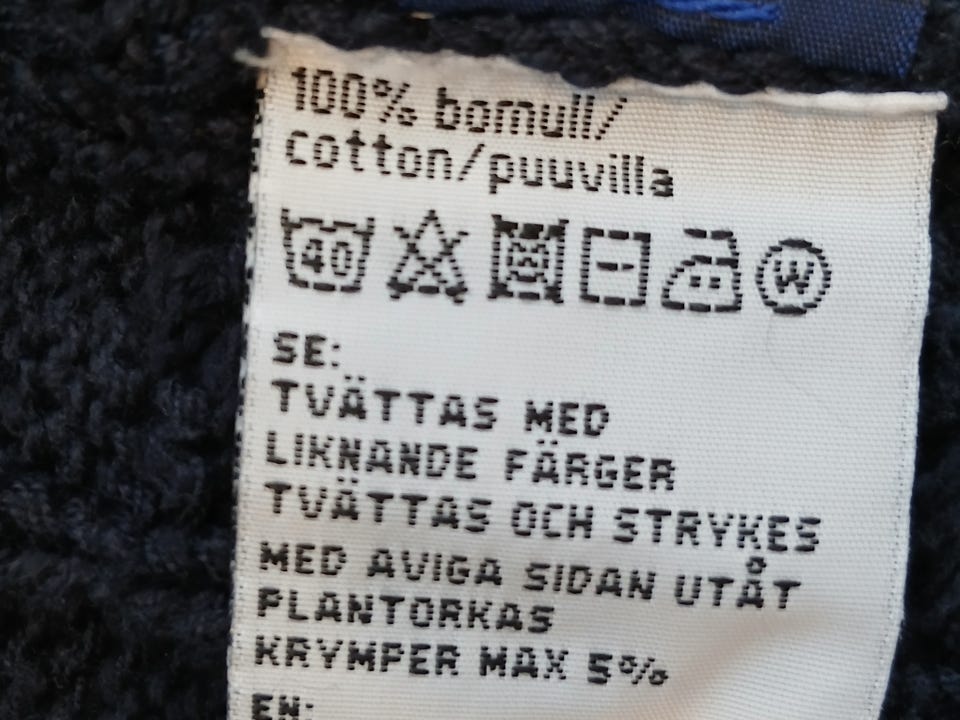 100% bomull/
cotton/puuvilla
40 W
SE:
TVÄTTAS MED
LIKNANDE FÄRGER
TVÄTTAS OCH STRYKES
MED AVIGA SIDAN UTÅT
PLANTORKAS
KRYMPER MAX 5%
EN: